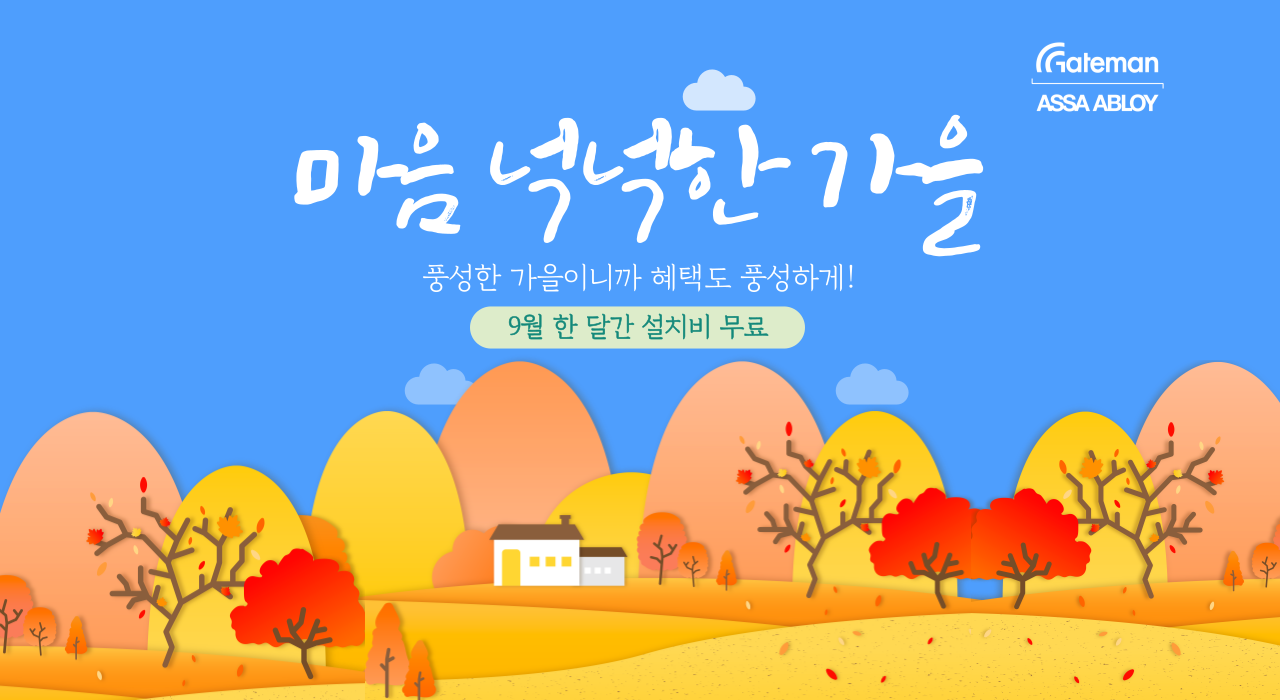 Gateman
ASSA ABLOY
마음 넉넉한 가을
풍성한 가을이니까 혜택도 풍성하게!
9월 한 달간 설치비 무료